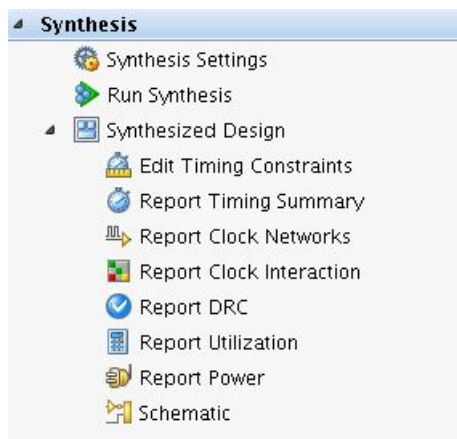 Synthesis
Synthesis Settings
Run Synthesis
Synthesized Design
Edit Timing Constraints
Report Timing Summary
Report Clock Networks
Report Clock Interaction
Report DRC
Report Utilization
Report Power
Schematic